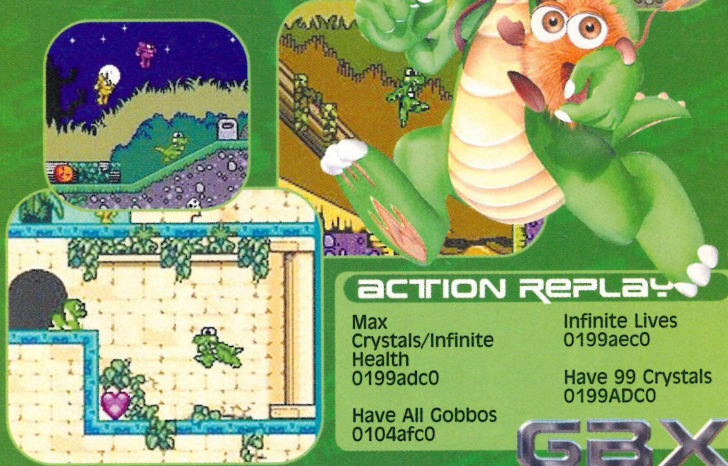 ACTION REPLAY
Max
Crystals/Infinite
Health
0199adc0
Have All Gobbos
0104afc0
Infinite Lives
0199aec0
Have 99 Crystals
0199ADC0
GBX